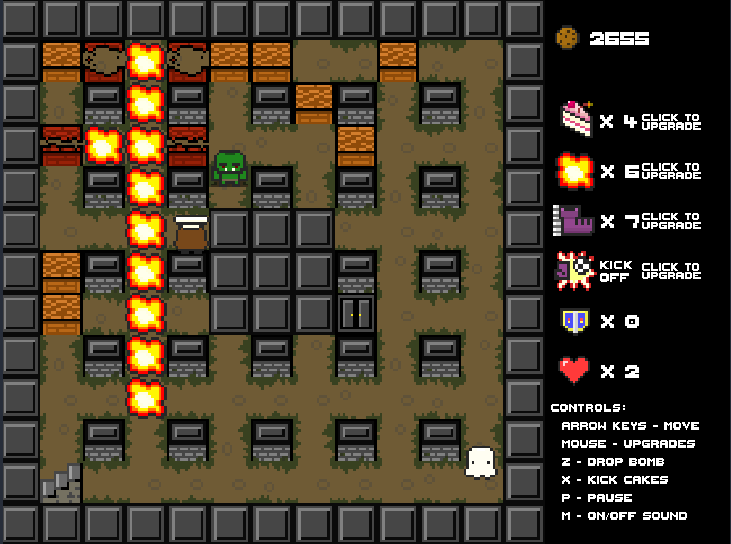 2655
X 4 CLICK TO
UPGRADE
X 6 CLICK TO
UPGRADE
X 7 CLICK TO
UPGRADE
KICK
OFF
CLICK TO
UPGRADE
X 0
X 2
CONTROLS:
ARROW KEYS - MOVE
MOUSE - UPGRADES
Z - DROP BOMB
X - KICK CAKES
P - PAUSE
M - ON/OFF SOUND